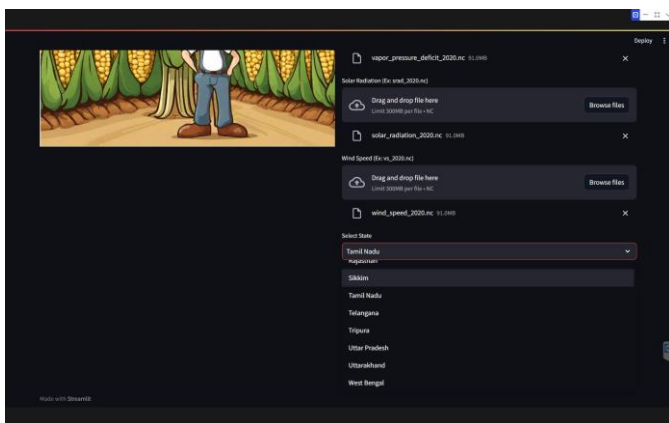 Deploy
vapor_pressure_deficit_2020.nc 91.0MB
Solar Radiation (Ex: srad_2020.nc)
Drag and drop file here
Limit 300MB per file • NC
Browse files
solar_radiation_2020.nc 91.0MB
Wind Speed (Ex: vs_2020.nc)
Drag and drop file here
Limit 300MB per file • NC
Browse files
wind_speed_2020.nc 91.0MB
Select State
Tamil Nadu
Rajasthan
Sikkim
Tamil Nadu
Telangana
Tripura
Uttar Pradesh
Uttarakhand
West Bengal
Made with Streamlit